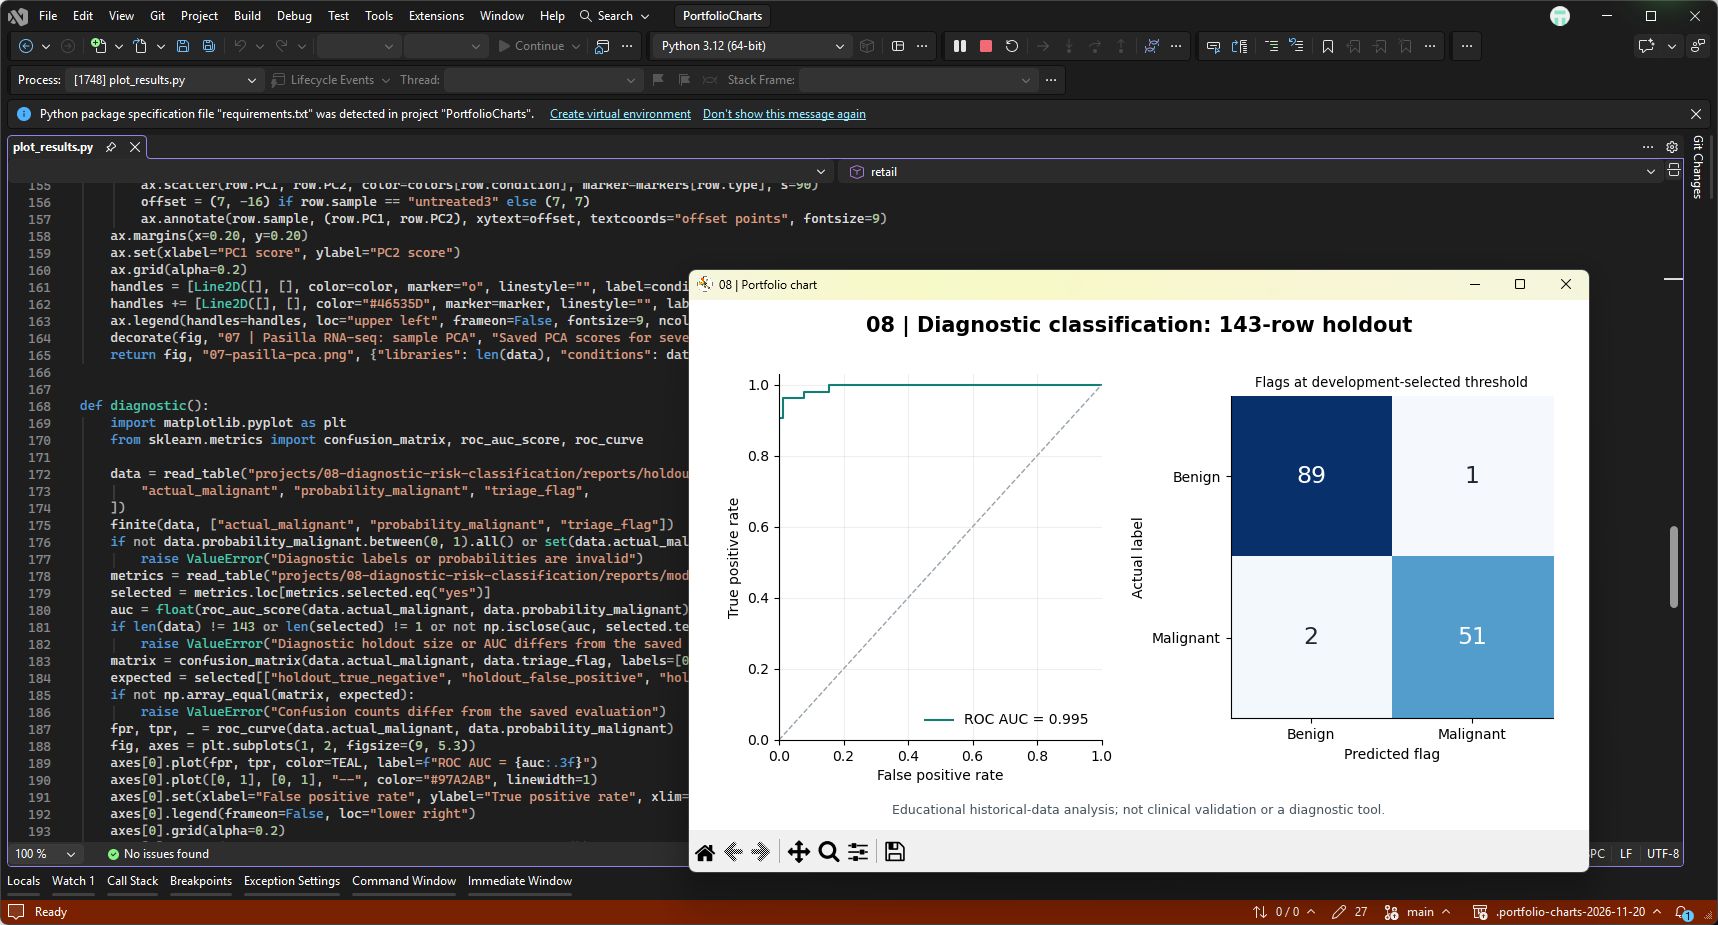 File Edit View Git Project Build Debug Test Tools Extensions Window Help Search PortfolioCharts
Continue Python 3.12 (64-bit)
Process: [1748] plot_results.py Lifecycle Events Thread: Stack Frame:
Python package specification file "requirements.txt" was detected in project "PortfolioCharts". Create virtual environment Don't show this message again
plot_results.py
retail
Git Changes
155 ax.scatter(row.PC1, row.PC2, color=colors[row.condition], marker=markers[row.type], s=90)
156 offset = (7, -16) if row.sample == "untreated3" else (7, 7)
157 ax.annotate(row.sample, (row.PC1, row.PC2), xytext=offset, textcoords="offset points", fontsize=9)
158 ax.margins(x=0.20, y=0.20)
159 ax.set(xlabel="PC1 score", ylabel="PC2 score")
160 ax.grid(alpha=0.2)
161 handles = [Line2D([], [], color=color, marker="o", linestyle="", label=condi
162 handles += [Line2D([], [], color="#46535D", marker=marker, linestyle="", lab
163 ax.legend(handles=handles, loc="upper left", frameon=False, fontsize=9, ncol
164 decorate(fig, "07 | Pasilla RNA-seq: sample PCA", "Saved PCA scores for seve
165 return fig, "07-pasilla-pca.png", {"libraries": len(data), "conditions": dat
166
167
168 def diagnostic():
169 import matplotlib.pyplot as plt
170 from sklearn.metrics import confusion_matrix, roc_auc_score, roc_curve
171
172 data = read_table("projects/08-diagnostic-risk-classification/reports/holdou
173 "actual_malignant", "probability_malignant", "triage_flag",
174 ])
175 finite(data, ["actual_malignant", "probability_malignant", "triage_flag"])
176 if not data.probability_malignant.between(0, 1).all() or set(data.actual_mal
177 raise ValueError("Diagnostic labels or probabilities are invalid")
178 metrics = read_table("projects/08-diagnostic-risk-classification/reports/mod
179 selected = metrics.loc[metrics.selected.eq("yes")]
180 auc = float(roc_auc_score(data.actual_malignant, data.probability_malignant)
181 if len(data) != 143 or len(selected) != 1 or not np.isclose(auc, selected.te
182 raise ValueError("Diagnostic holdout size or AUC differs from the saved
183 matrix = confusion_matrix(data.actual_malignant, data.triage_flag, labels=[0
184 expected = selected[["holdout_true_negative", "holdout_false_positive", "hol
185 if not np.array_equal(matrix, expected):
186 raise ValueError("Confusion counts differ from the saved evaluation")
187 fpr, tpr, _ = roc_curve(data.actual_malignant, data.probability_malignant)
188 fig, axes = plt.subplots(1, 2, figsize=(9, 5.3))
189 axes[0].plot(fpr, tpr, color=TEAL, label=f"ROC AUC = {auc:.3f}")
190 axes[0].plot([0, 1], [0, 1], "--", color="#97A2AB", linewidth=1)
191 axes[0].set(xlabel="False positive rate", ylabel="True positive rate", xlim=
192 axes[0].legend(frameon=False, loc="lower right")
193 axes[0].grid(alpha=0.2)
08 | Portfolio chart
08 | Diagnostic classification: 143-row holdout
True positive rate
1.0
0.8
0.6
0.4
0.2
0.0
ROC AUC = 0.995
0.0 0.2 0.4 0.6 0.8 1.0
False positive rate
Flags at development-selected threshold
Actual label
Benign 89 1
Malignant 2 51
Benign Malignant
Predicted flag
Educational historical-data analysis; not clinical validation or a diagnostic tool.
100 % No issues found PC LF UTF-8
Locals Watch 1 Call Stack Breakpoints Exception Settings Command Window Immediate Window
Ready 0 / 0 27 main .portfolio-charts-2026-11-20 1